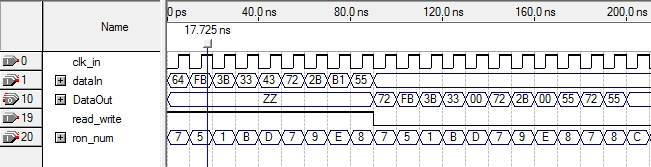 Name
0 ps 40.0 ns 80.0 ns 120.0 ns 160.0 ns 200.0 ns
17.725 ns
0 clk_in
1 dataIn 64 FB 3B 33 43 72 2B B1 55
10 DataOut ZZ 72 FB 3B 33 00 72 2B 00 55 72 55
19 read_write
20 ron_num 7 5 1 B D 7 9 E 8 7 5 1 B D 7 9 E 8 7 8 C